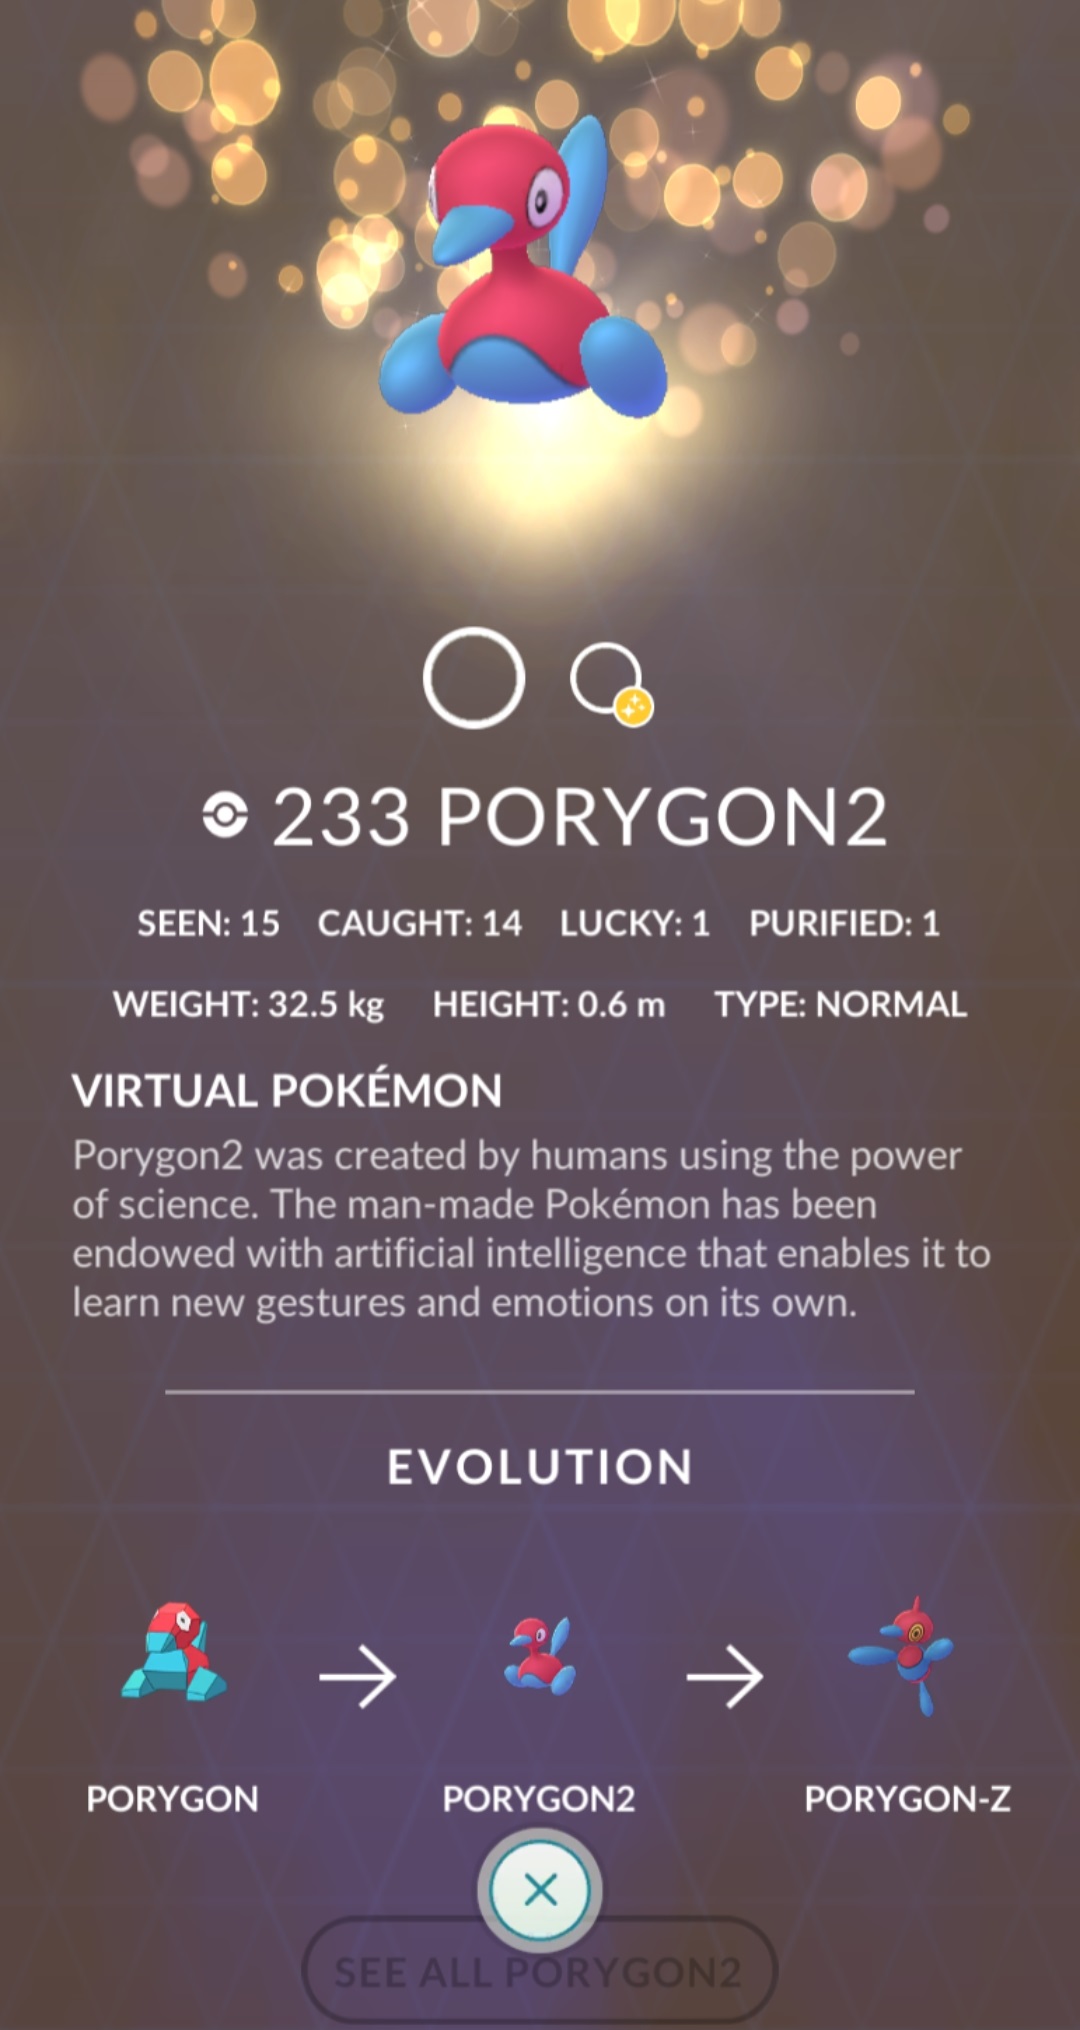 233 PORYGON2
SEEN: 15 CAUGHT: 14 LUCKY: 1 PURIFIED: 1
WEIGHT: 32.5 kg HEIGHT: 0.6 m TYPE: NORMAL
VIRTUAL POKÉMON
Porygon2 was created by humans using the power
of science. The man-made Pokémon has been
endowed with artificial intelligence that enables it to
learn new gestures and emotions on its own.
EVOLUTION
PORYGON PORYGON2 PORYGON-Z
SEE ALL PORYGON2